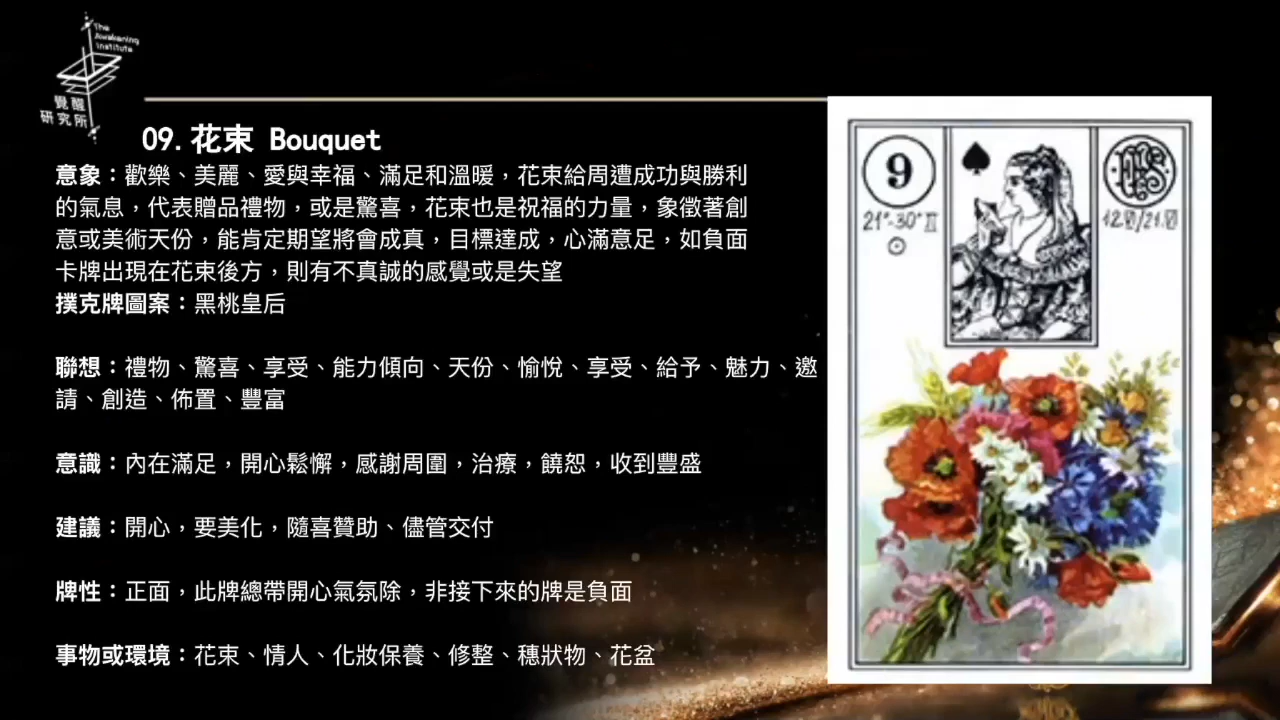 The
Awakening
Institute
覺醒
研究所
09.花束 Bouquet
意象：歡樂、美麗、愛與幸福、滿足和溫暖，花束給周遭成功與勝利
的氣息，代表贈品禮物，或是驚喜，花束也是祝福的力量，象徵著創
意或美術天份，能肯定期望將會成真，目標達成，心滿意足，如負面
卡牌出現在花束後方，則有不真誠的感覺或是失望
撲克牌圖案：黑桃皇后
聯想：禮物、驚喜、享受、能力傾向、天份、愉悅、享受、給予、魅力、邀
請、創造、佈置、豐富
意識：內在滿足，開心鬆懈，感謝周圍，治療，饒恕，收到豐盛
建議：開心，要美化，隨喜贊助、儘管交付
牌性：正面，此牌總帶開心氣氛除，非接下來的牌是負面
事物或環境：花束、情人、化妝保養、修整、穗狀物、花盆
9
21°-30° II